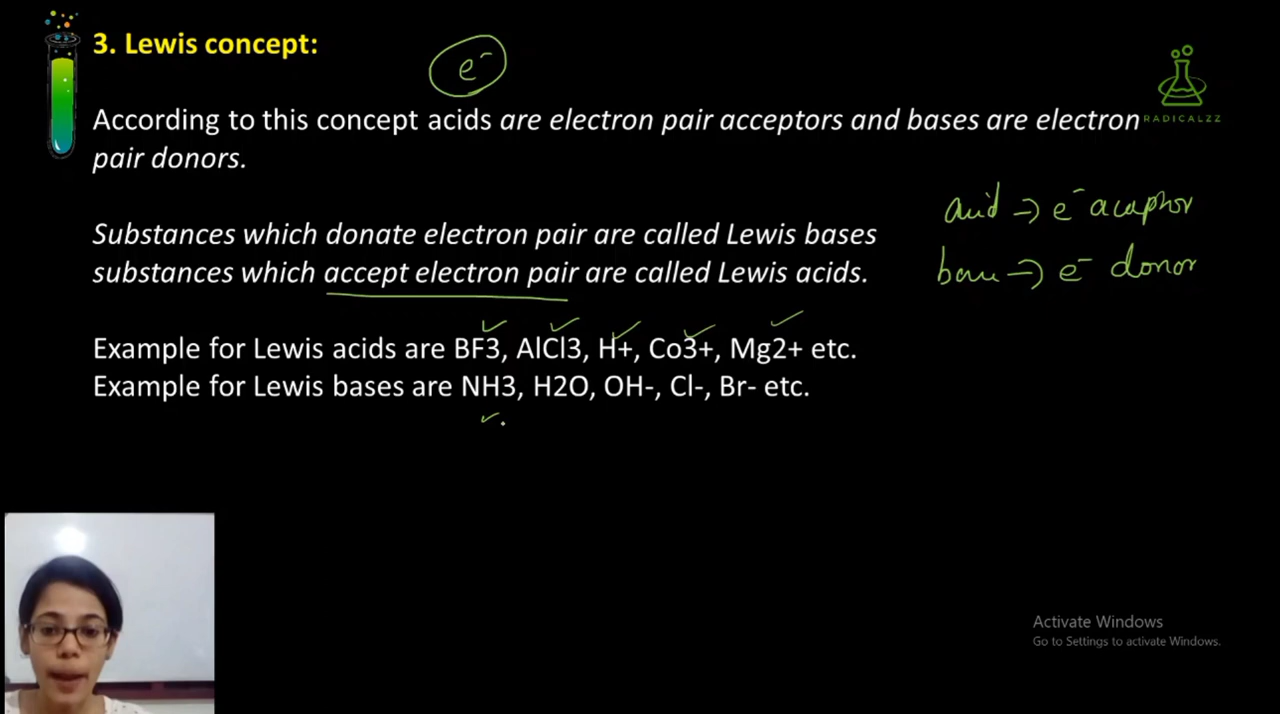 3. Lewis concept:
e⁻
According to this concept acids are electron pair acceptors and bases are electron
RADICALZZ
pair donors.
acid → e⁻ acceptor
Substances which donate electron pair are called Lewis bases
base → e⁻ donor
substances which accept electron pair are called Lewis acids.
Example for Lewis acids are BF3, AlCl3, H+, Co3+, Mg2+ etc.
Example for Lewis bases are NH3, H2O, OH-, Cl-, Br- etc.
Activate Windows
Go to Settings to activate Windows.